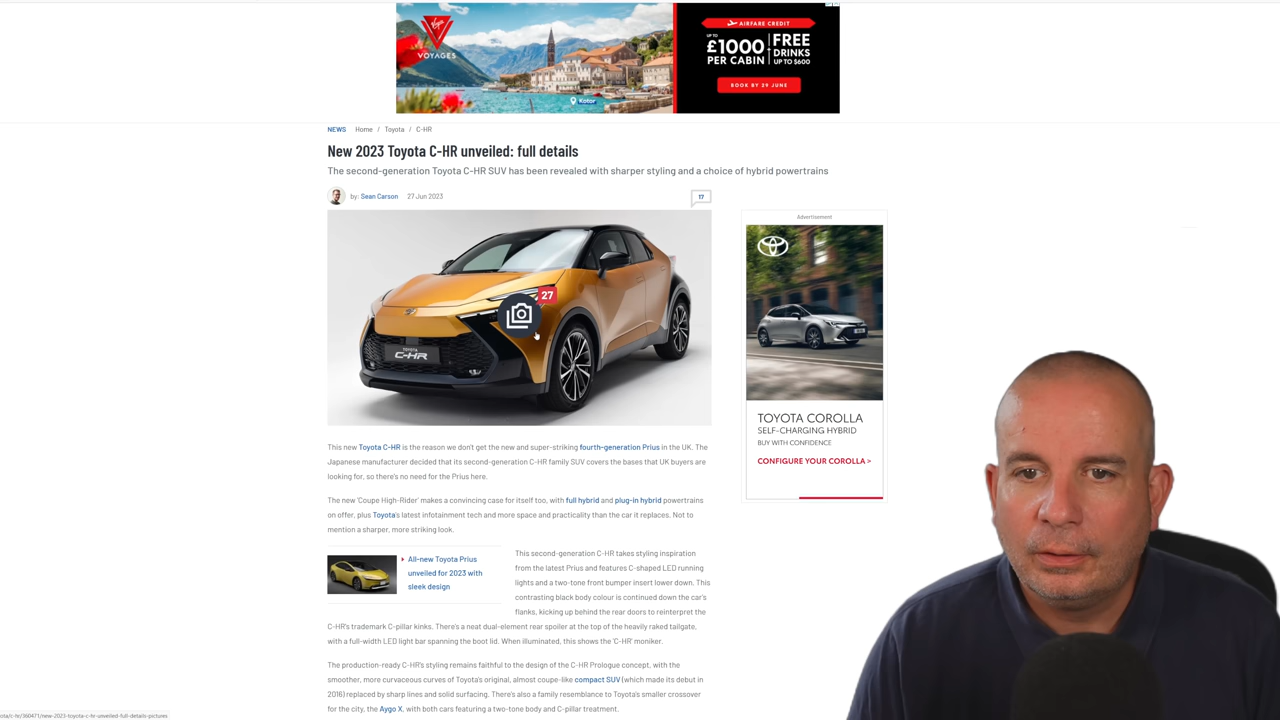 Virgin
VOYAGES
Kotor
AIRFARE CREDIT
UP TO
£1000
PER CABIN
FREE
DRINKS
UP TO $600
BOOK BY 29 JUNE
NEWS Home / Toyota / C-HR
New 2023 Toyota C-HR unveiled: full details
The second-generation Toyota C-HR SUV has been revealed with sharper styling and a choice of hybrid powertrains
by: Sean Carson 27 Jun 2023
17
27
C-HR
Advertisement
TOYOTA COROLLA
SELF-CHARGING HYBRID
BUY WITH CONFIDENCE
CONFIGURE YOUR COROLLA >
This new Toyota C-HR is the reason we don't get the new and super-striking fourth-generation Prius in the UK. The
Japanese manufacturer decided that its second-generation C-HR family SUV covers the bases that UK buyers are
looking for, so there's no need for the Prius here.
The new 'Coupe High-Rider' makes a convincing case for itself too, with full hybrid and plug-in hybrid powertrains
on offer, plus Toyota's latest infotainment tech and more space and practicality than the car it replaces. Not to
mention a sharper, more striking look.
All-new Toyota Prius
unveiled for 2023 with
sleek design
This second-generation C-HR takes styling inspiration
from the latest Prius and features C-shaped LED running
lights and a two-tone front bumper insert lower down. This
contrasting black body colour is continued down the car's
flanks, kicking up behind the rear doors to reinterpret the
C-HR's trademark C-pillar kinks. There's a neat dual-element rear spoiler at the top of the heavily raked tailgate,
with a full-width LED light bar spanning the boot lid. When illuminated, this shows the 'C-HR' moniker.
The production-ready C-HR's styling remains faithful to the design of the C-HR Prologue concept, with the
smoother, more curvaceous curves of Toyota's original, almost coupe-like compact SUV (which made its debut in
2016) replaced by sharp lines and solid surfacing. There's also a family resemblance to Toyota's smaller crossover
for the city, the Aygo X, with both cars featuring a two-tone body and C-pillar treatment.
ota/c-hr/360471/new-2023-toyota-c-hr-unveiled-full-details-pictures